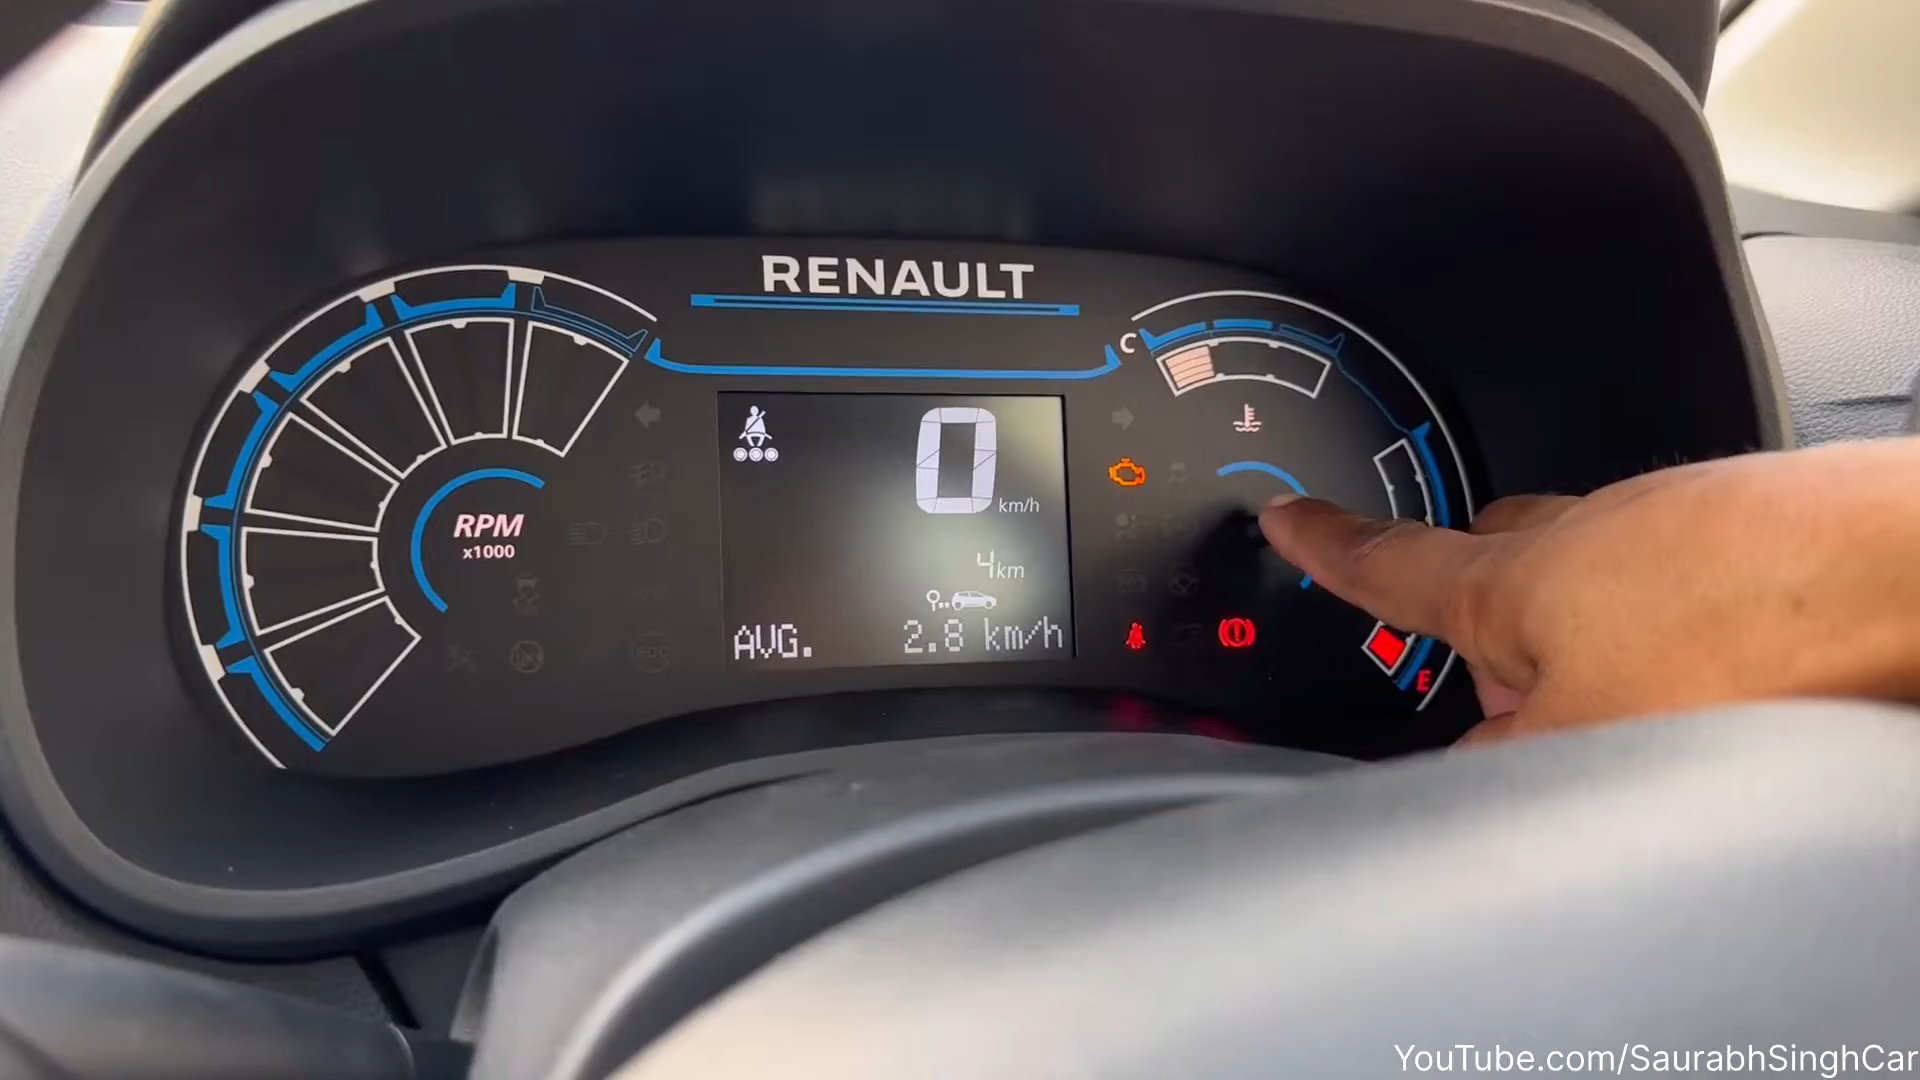 RENAULT
C
0
km/h
RPM
x1000
4km
AVG. 2.8 km/h
E
YouTube.com/SaurabhSinghCar